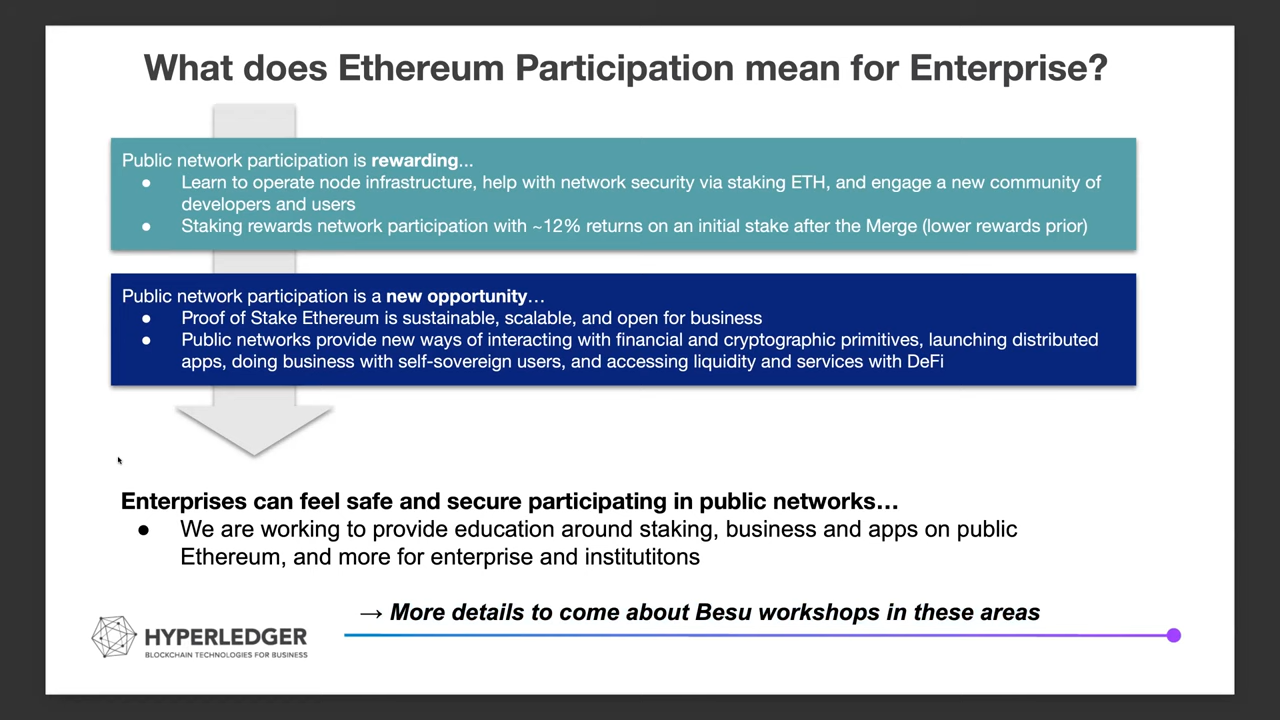 What does Ethereum Participation mean for Enterprise?
Public network participation is rewarding...
● Learn to operate node infrastructure, help with network security via staking ETH, and engage a new community of
developers and users
● Staking rewards network participation with ~12% returns on an initial stake after the Merge (lower rewards prior)
Public network participation is a new opportunity…
● Proof of Stake Ethereum is sustainable, scalable, and open for business
● Public networks provide new ways of interacting with financial and cryptographic primitives, launching distributed
apps, doing business with self-sovereign users, and accessing liquidity and services with DeFi
Enterprises can feel safe and secure participating in public networks…
● We are working to provide education around staking, business and apps on public
Ethereum, and more for enterprise and institutitons
→ More details to come about Besu workshops in these areas
HYPERLEDGER
BLOCKCHAIN TECHNOLOGIES FOR BUSINESS